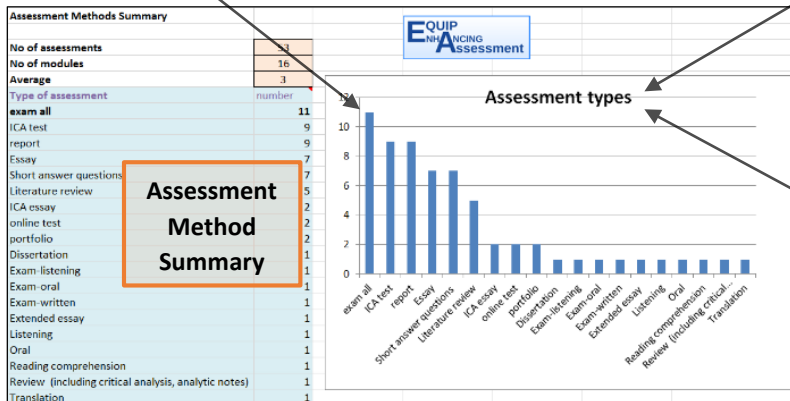 Assessment Methods Summary
No of assessments 53
No of modules 16
Average 3
Type of assessment number
exam all 11
ICA test 9
report 9
Essay 7
Short answer questions 7
Literature review 5
ICA essay 2
online test 2
portfolio 2
Dissertation 1
Exam-listening 1
Exam-oral 1
Exam-written 1
Extended essay 1
Listening 1
Oral 1
Reading comprehension 1
Review (including critical analysis, analytic notes) 1
Translation 1
Assessment
Method
Summary
EQUIP
ENHANCING
Assessment
Assessment types
12
10
8
6
4
2
0
exam all
ICA test
report
Essay
Short answer questions
Literature review
ICA essay
online test
portfolio
Dissertation
Exam-listening
Exam-oral
Exam-written
Extended essay
Listening
Oral
Reading comprehension
Review (including critical...
Translation